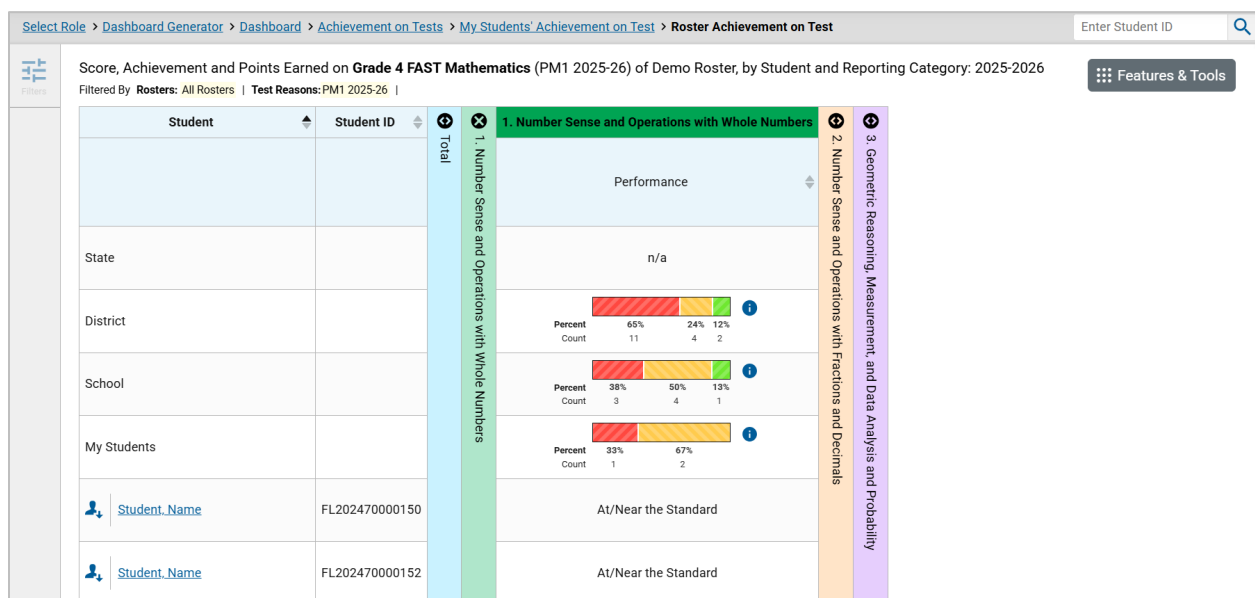 Select Role > Dashboard Generator > Dashboard > Achievement on Tests > My Students' Achievement on Test > Roster Achievement on Test
Enter Student ID
Filters
Score, Achievement and Points Earned on Grade 4 FAST Mathematics (PM1 2025-26) of Demo Roster, by Student and Reporting Category: 2025-2026
Filtered By Rosters: All Rosters | Test Reasons: PM1 2025-26 |
Features & Tools
Student
Student ID
Total
1. Number Sense and Operations with Whole Numbers
1. Number Sense and Operations with Whole Numbers
2. Number Sense and Operations with Fractions and Decimals
3. Geometric Reasoning, Measurement, and Data Analysis and Probability
Performance
State
n/a
District
Percent 65% 24% 12%
Count 11 4 2
School
Percent 38% 50% 13%
Count 3 4 1
My Students
Percent 33% 67%
Count 1 2
Student, Name FL202470000150 At/Near the Standard
Student, Name FL202470000152 At/Near the Standard